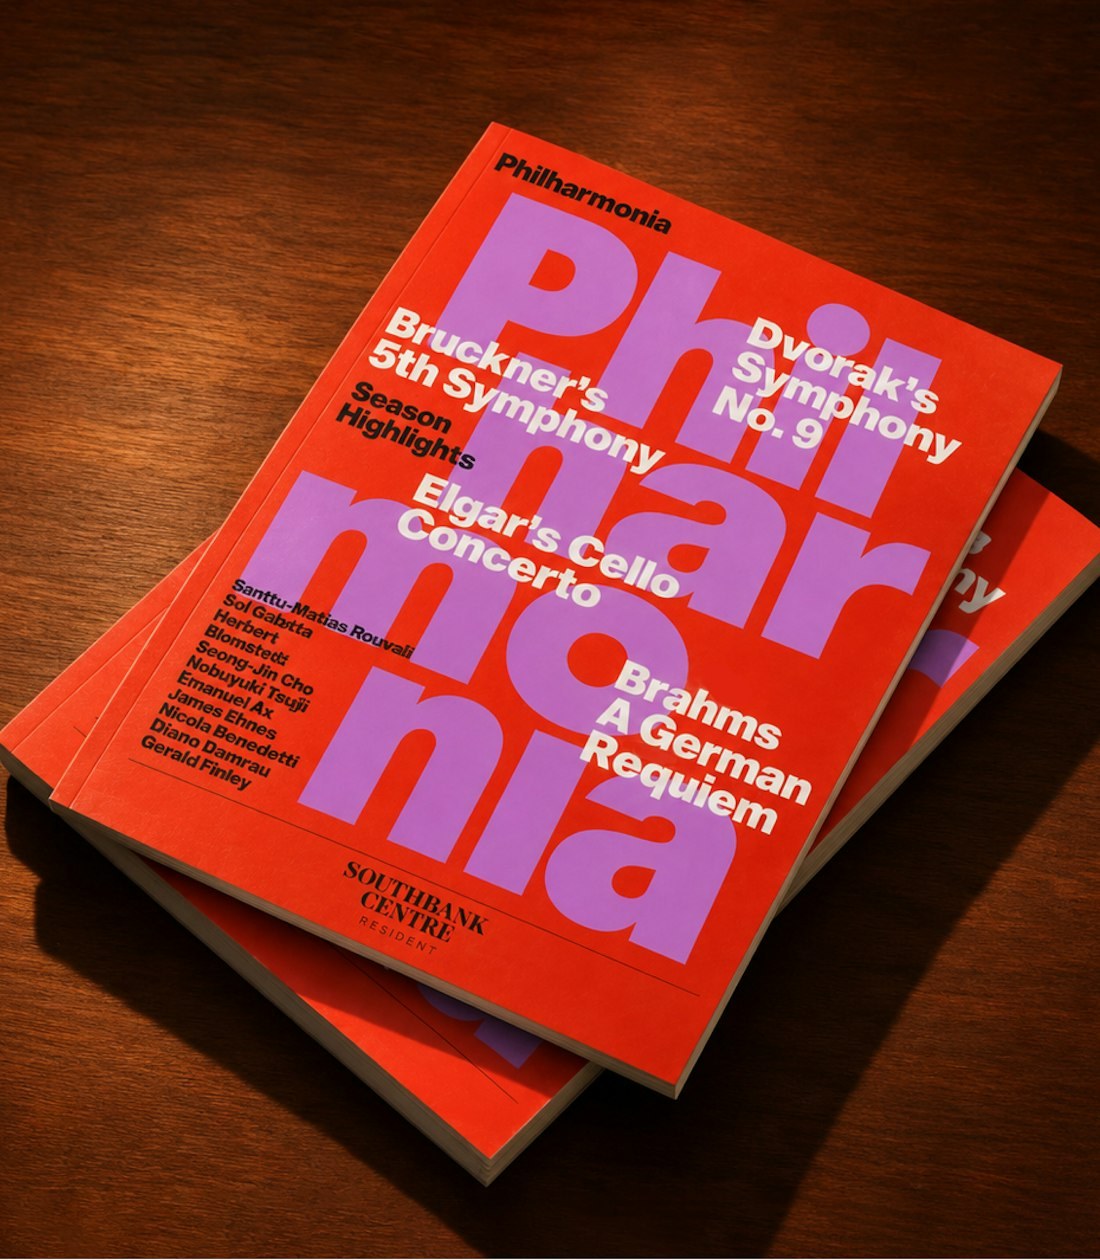 Philharmonia
Phil
har
mo
nia
Dvorak’s
Symphony
No. 9
Bruckner’s
5th Symphony
Season
Highlights
Elgar’s Cello
Concerto
Santtu-Matias Rouvali
Sol
Herbert
Seong-Jin Cho
Nobuyuki
Emanuel Ax
James Ehnes
Nicola Benedetti
Diano Damrau
Gerald Finley
Brahms
A German
Requiem
SOUTHBANK
CENTRE
RESIDENT